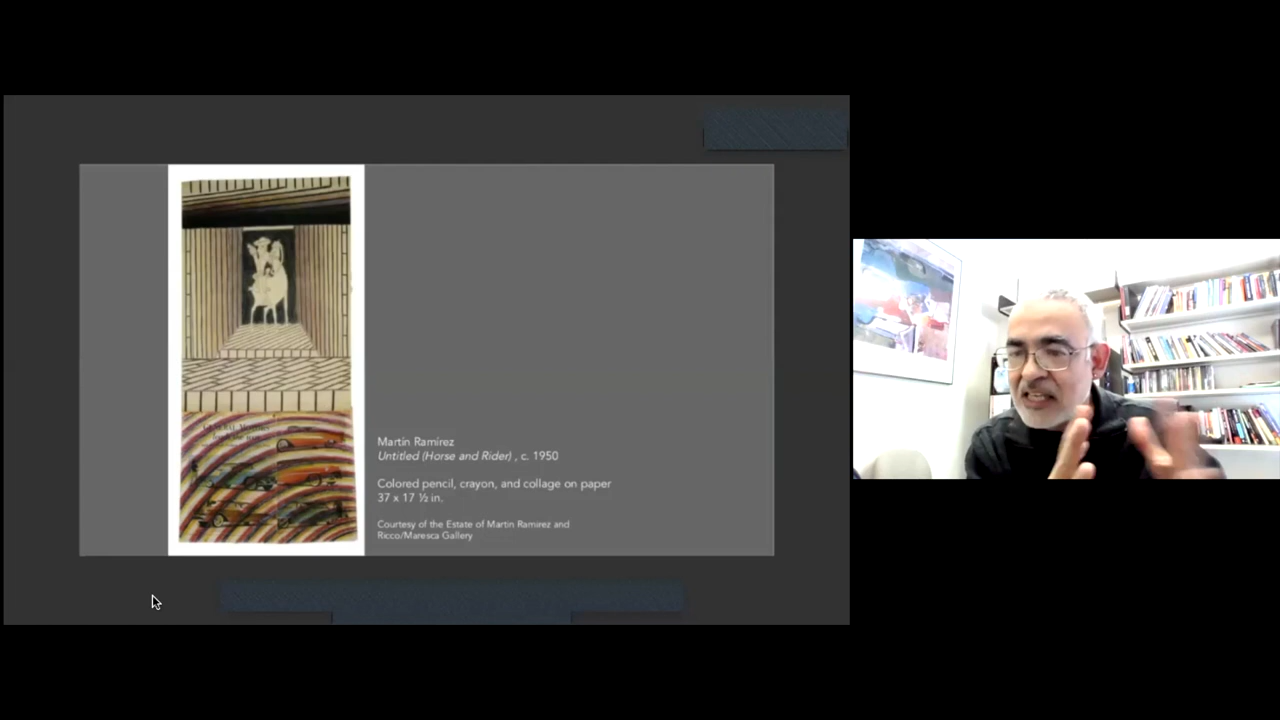 Martín Ramírez
Untitled (Horse and Rider) , c. 1950
Colored pencil, crayon, and collage on paper
37 x 17 ½ in.
Courtesy of the Estate of Martín Ramírez and
Ricco/Maresca Gallery